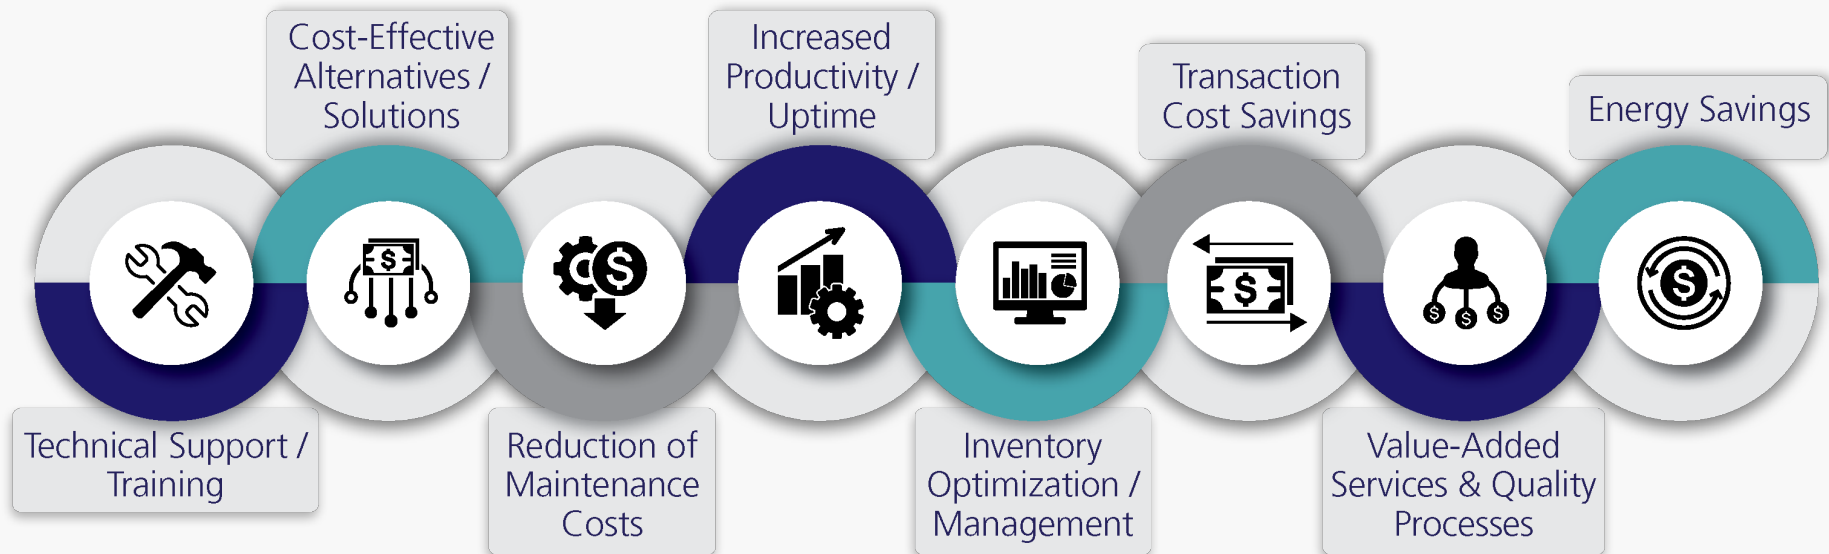 Cost-Effective
Alternatives /
Solutions
Increased
Productivity /
Uptime
Transaction
Cost Savings
Energy Savings
$
$
$
$
$
$
$
Technical Support /
Training
Reduction of
Maintenance
Costs
Inventory
Optimization /
Management
Value-Added
Services & Quality
Processes